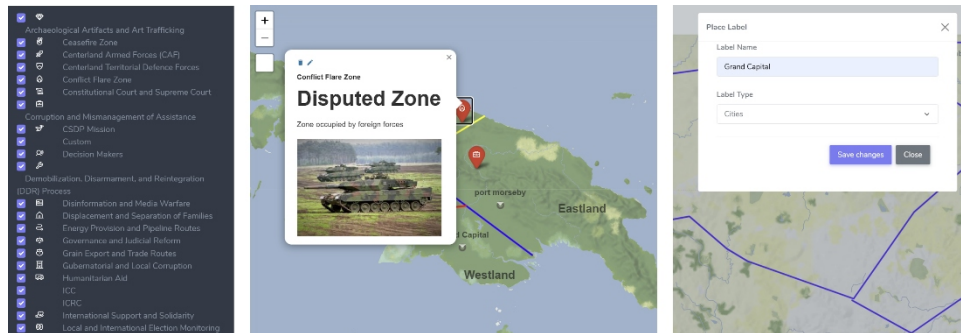 Archaeological Artifacts and Art Trafficking
Ceasefire Zone
Centerland Armed Forces (CAF)
Centerland Territorial Defence Forces
Conflict Flare Zone
Constitutional Court and Supreme Court
Corruption and Mismanagement of Assistance
CSDP Mission
Custom
Decision Makers
Demobilization, Disarmament, and Reintegration
(DDR) Process
Disinformation and Media Warfare
Displacement and Separation of Families
Energy Provision and Pipeline Routes
Governance and Judicial Reform
Grain Export and Trade Routes
Gubernatorial and Local Corruption
Humanitarian Aid
ICC
ICRC
International Support and Solidarity
Local and International Election Monitoring
+
−
×
Conflict Flare Zone
Disputed Zone
Zone occupied by foreign forces
port morseby
Eastland
d Capital
Westland
Place Label
Label Name
Grand Capital
Label Type
Cities
Save changes
Close